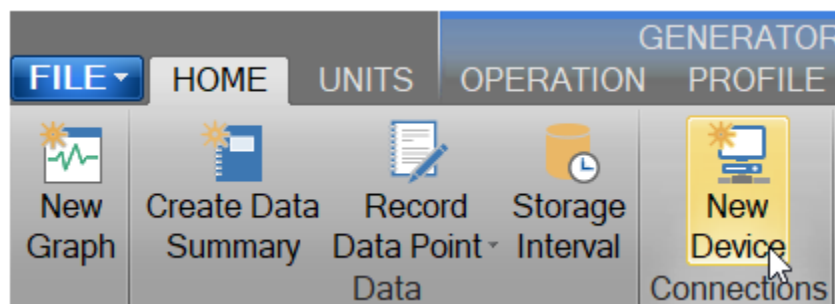 GENERATOR
FILE HOME UNITS OPERATION PROFILE
New Graph
Create Data Summary
Record Data Point
Storage Interval
New Device
Data
Connections